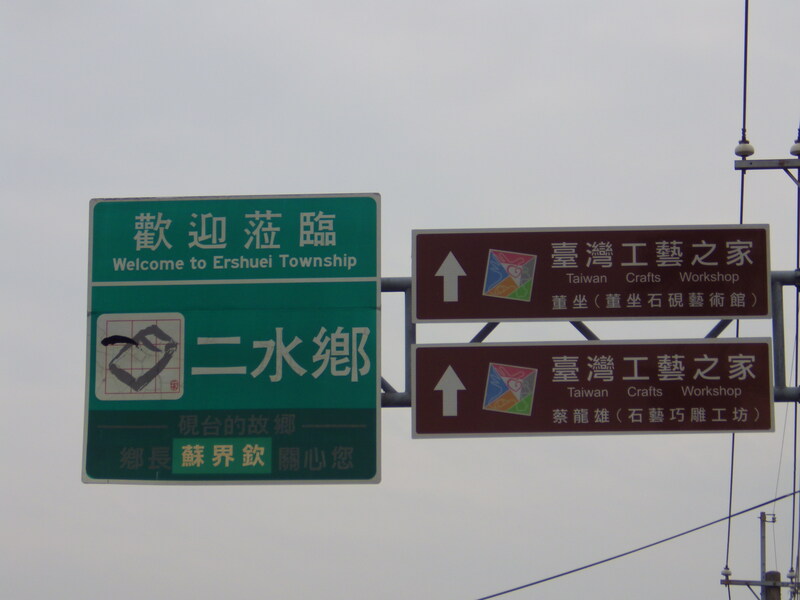 歡迎蒞臨
Welcome to Ershuei Township
二水鄉
硯台的故鄉
鄉長蘇界欽關心您
臺灣工藝之家
Taiwan Crafts Workshop
董坐(董坐石硯藝術館)
臺灣工藝之家
Taiwan Crafts Workshop
蔡龍雄(石藝巧雕工坊)